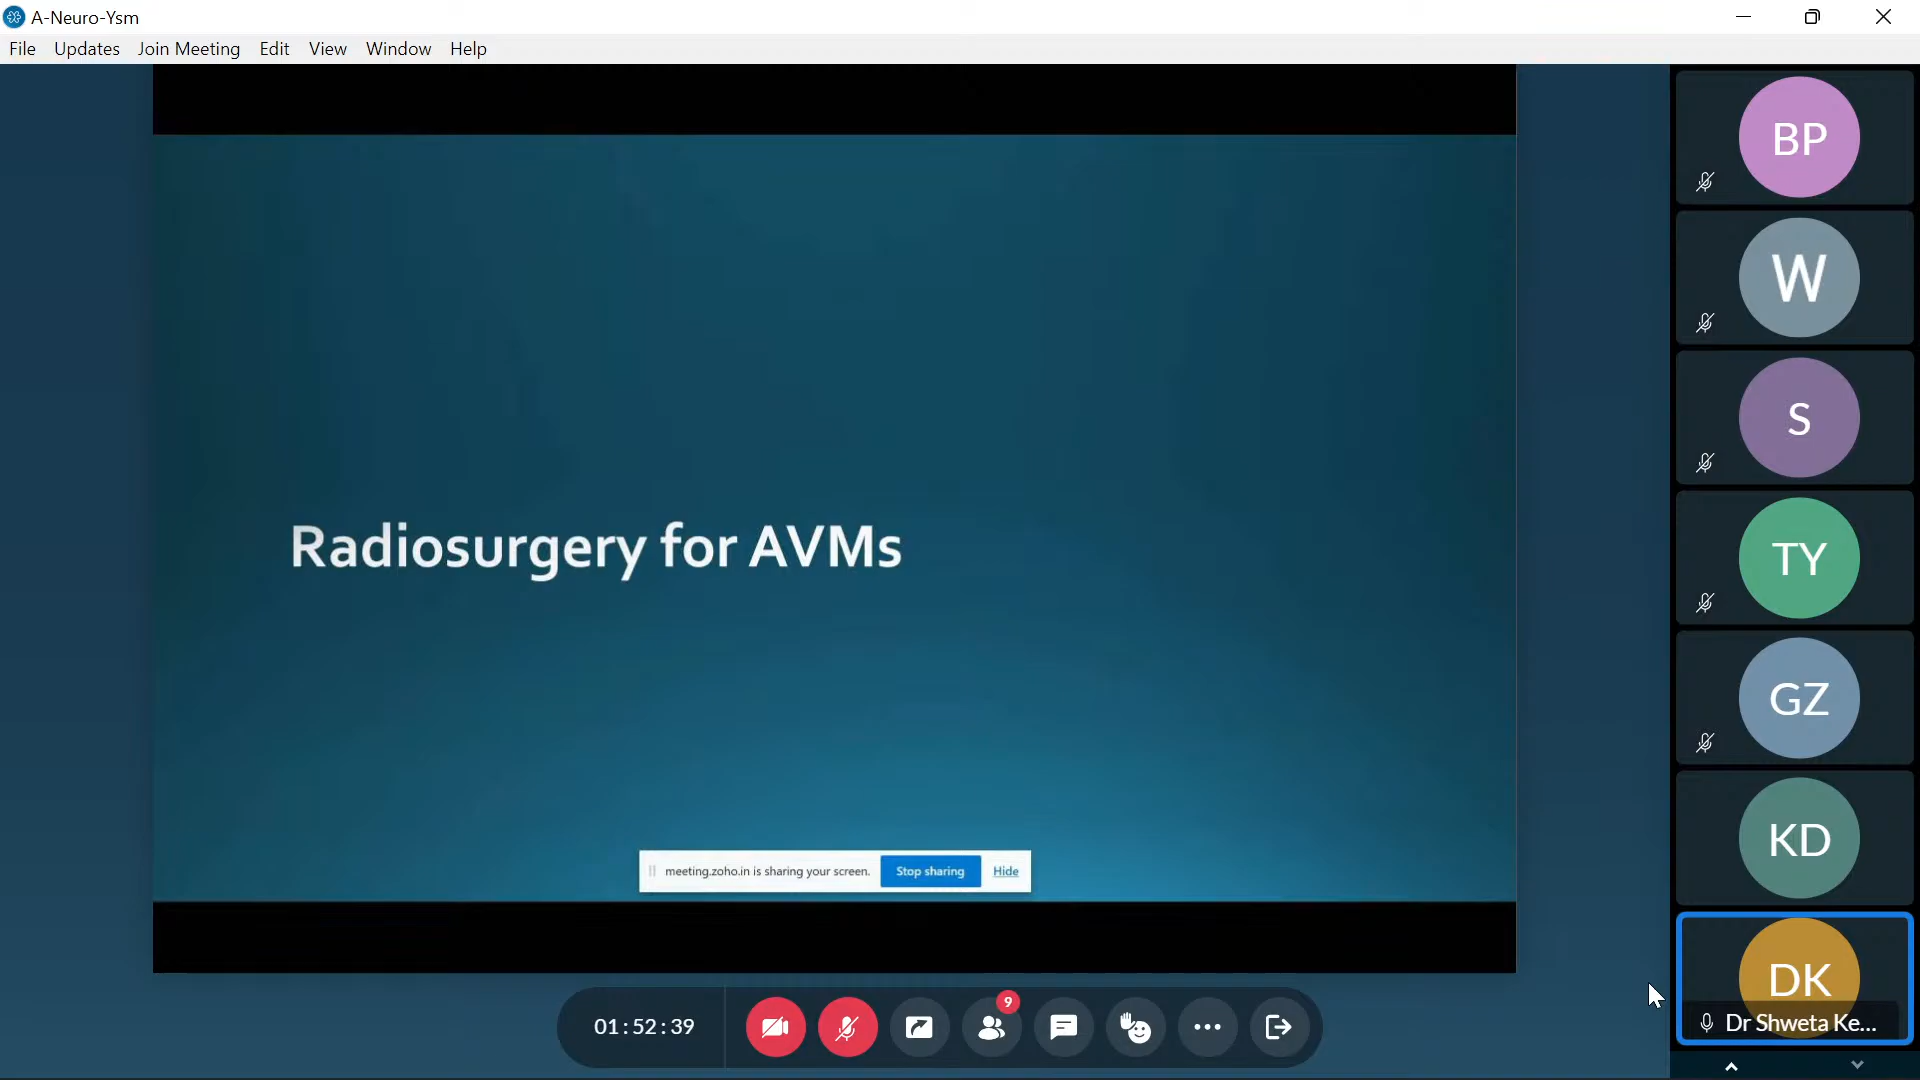 A-Neuro-Ysm
File Updates Join Meeting Edit View Window Help
BP
W
S
TY
GZ
KD
DK
Dr Shweta Ke...
Radiosurgery for AVMs
meeting.zoho.in is sharing your screen. Stop sharing Hide
01:52:39
9